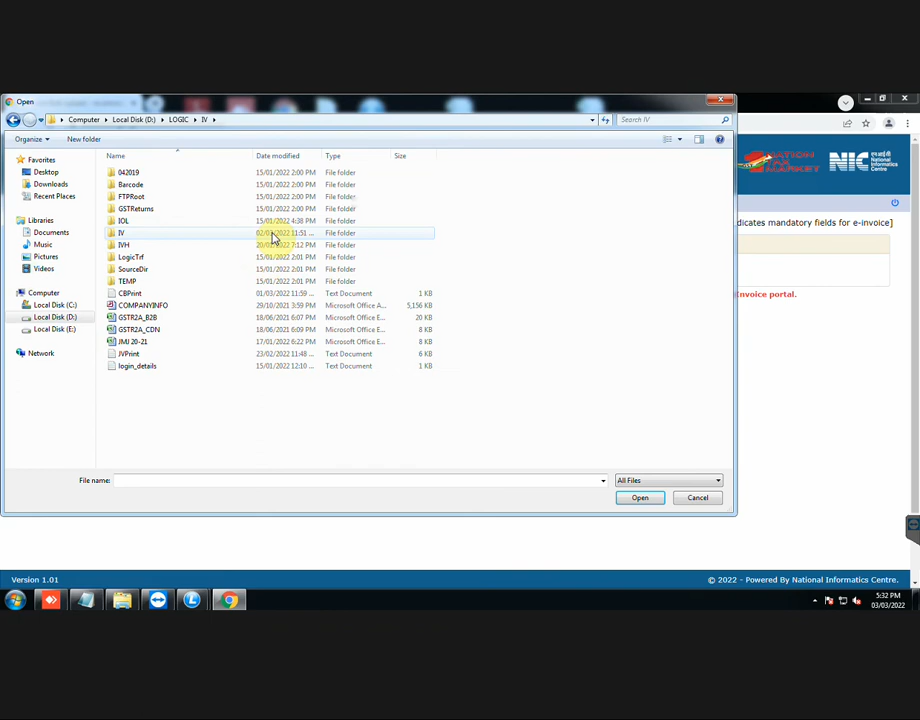 Open
Computer Local Disk (D:) LOGIC IV
Search IV
Organize
New folder
Name Date modified Type Size
Favorites
Desktop
Downloads
Recent Places
Libraries
Documents
Music
Pictures
Videos
Computer
Local Disk (C:)
Local Disk (D:)
Local Disk (E:)
Network
042019 15/01/2022 2:00 PM File folder
Barcode 15/01/2022 2:00 PM File folder
FTPRoot 15/01/2022 2:00 PM File folder
GSTReturns 15/01/2022 2:00 PM File folder
IOL 15/01/2022 4:38 PM File folder
IV 2022 11:51 ... File folder
IVH 7:12 PM File folder
LogicTrf 15/01/2022 2:01 PM File folder
SourceDir 15/01/2022 2:01 PM File folder
TEMP 15/01/2022 2:01 PM File folder
CBPrint 01/03/2022 11:59 ... Text Document 1 KB
COMPANYINFO 29/10/2021 3:59 PM Microsoft Office A... 5,156 KB
GSTR2A_B2B 18/06/2021 6:07 PM Microsoft Office E... 20 KB
GSTR2A_CDN 18/06/2021 6:09 PM Microsoft Office E... 8 KB
JMJ 20-21 17/01/2022 6:22 PM Microsoft Office E... 8 KB
JVPrint 23/02/2022 11:48 ... Text Document 6 KB
login_details 15/01/2022 12:10 ... Text Document 1 KB
File name:
All Files
Open
Cancel
NATION
TAX
MARKET
NIC
एन आई सी
National
Informatics
Centre
dicates mandatory fields for e-invoice]
Invoice portal.
Version 1.01
© 2022 - Powered By National Informatics Centre.
5:32 PM
03/03/2022